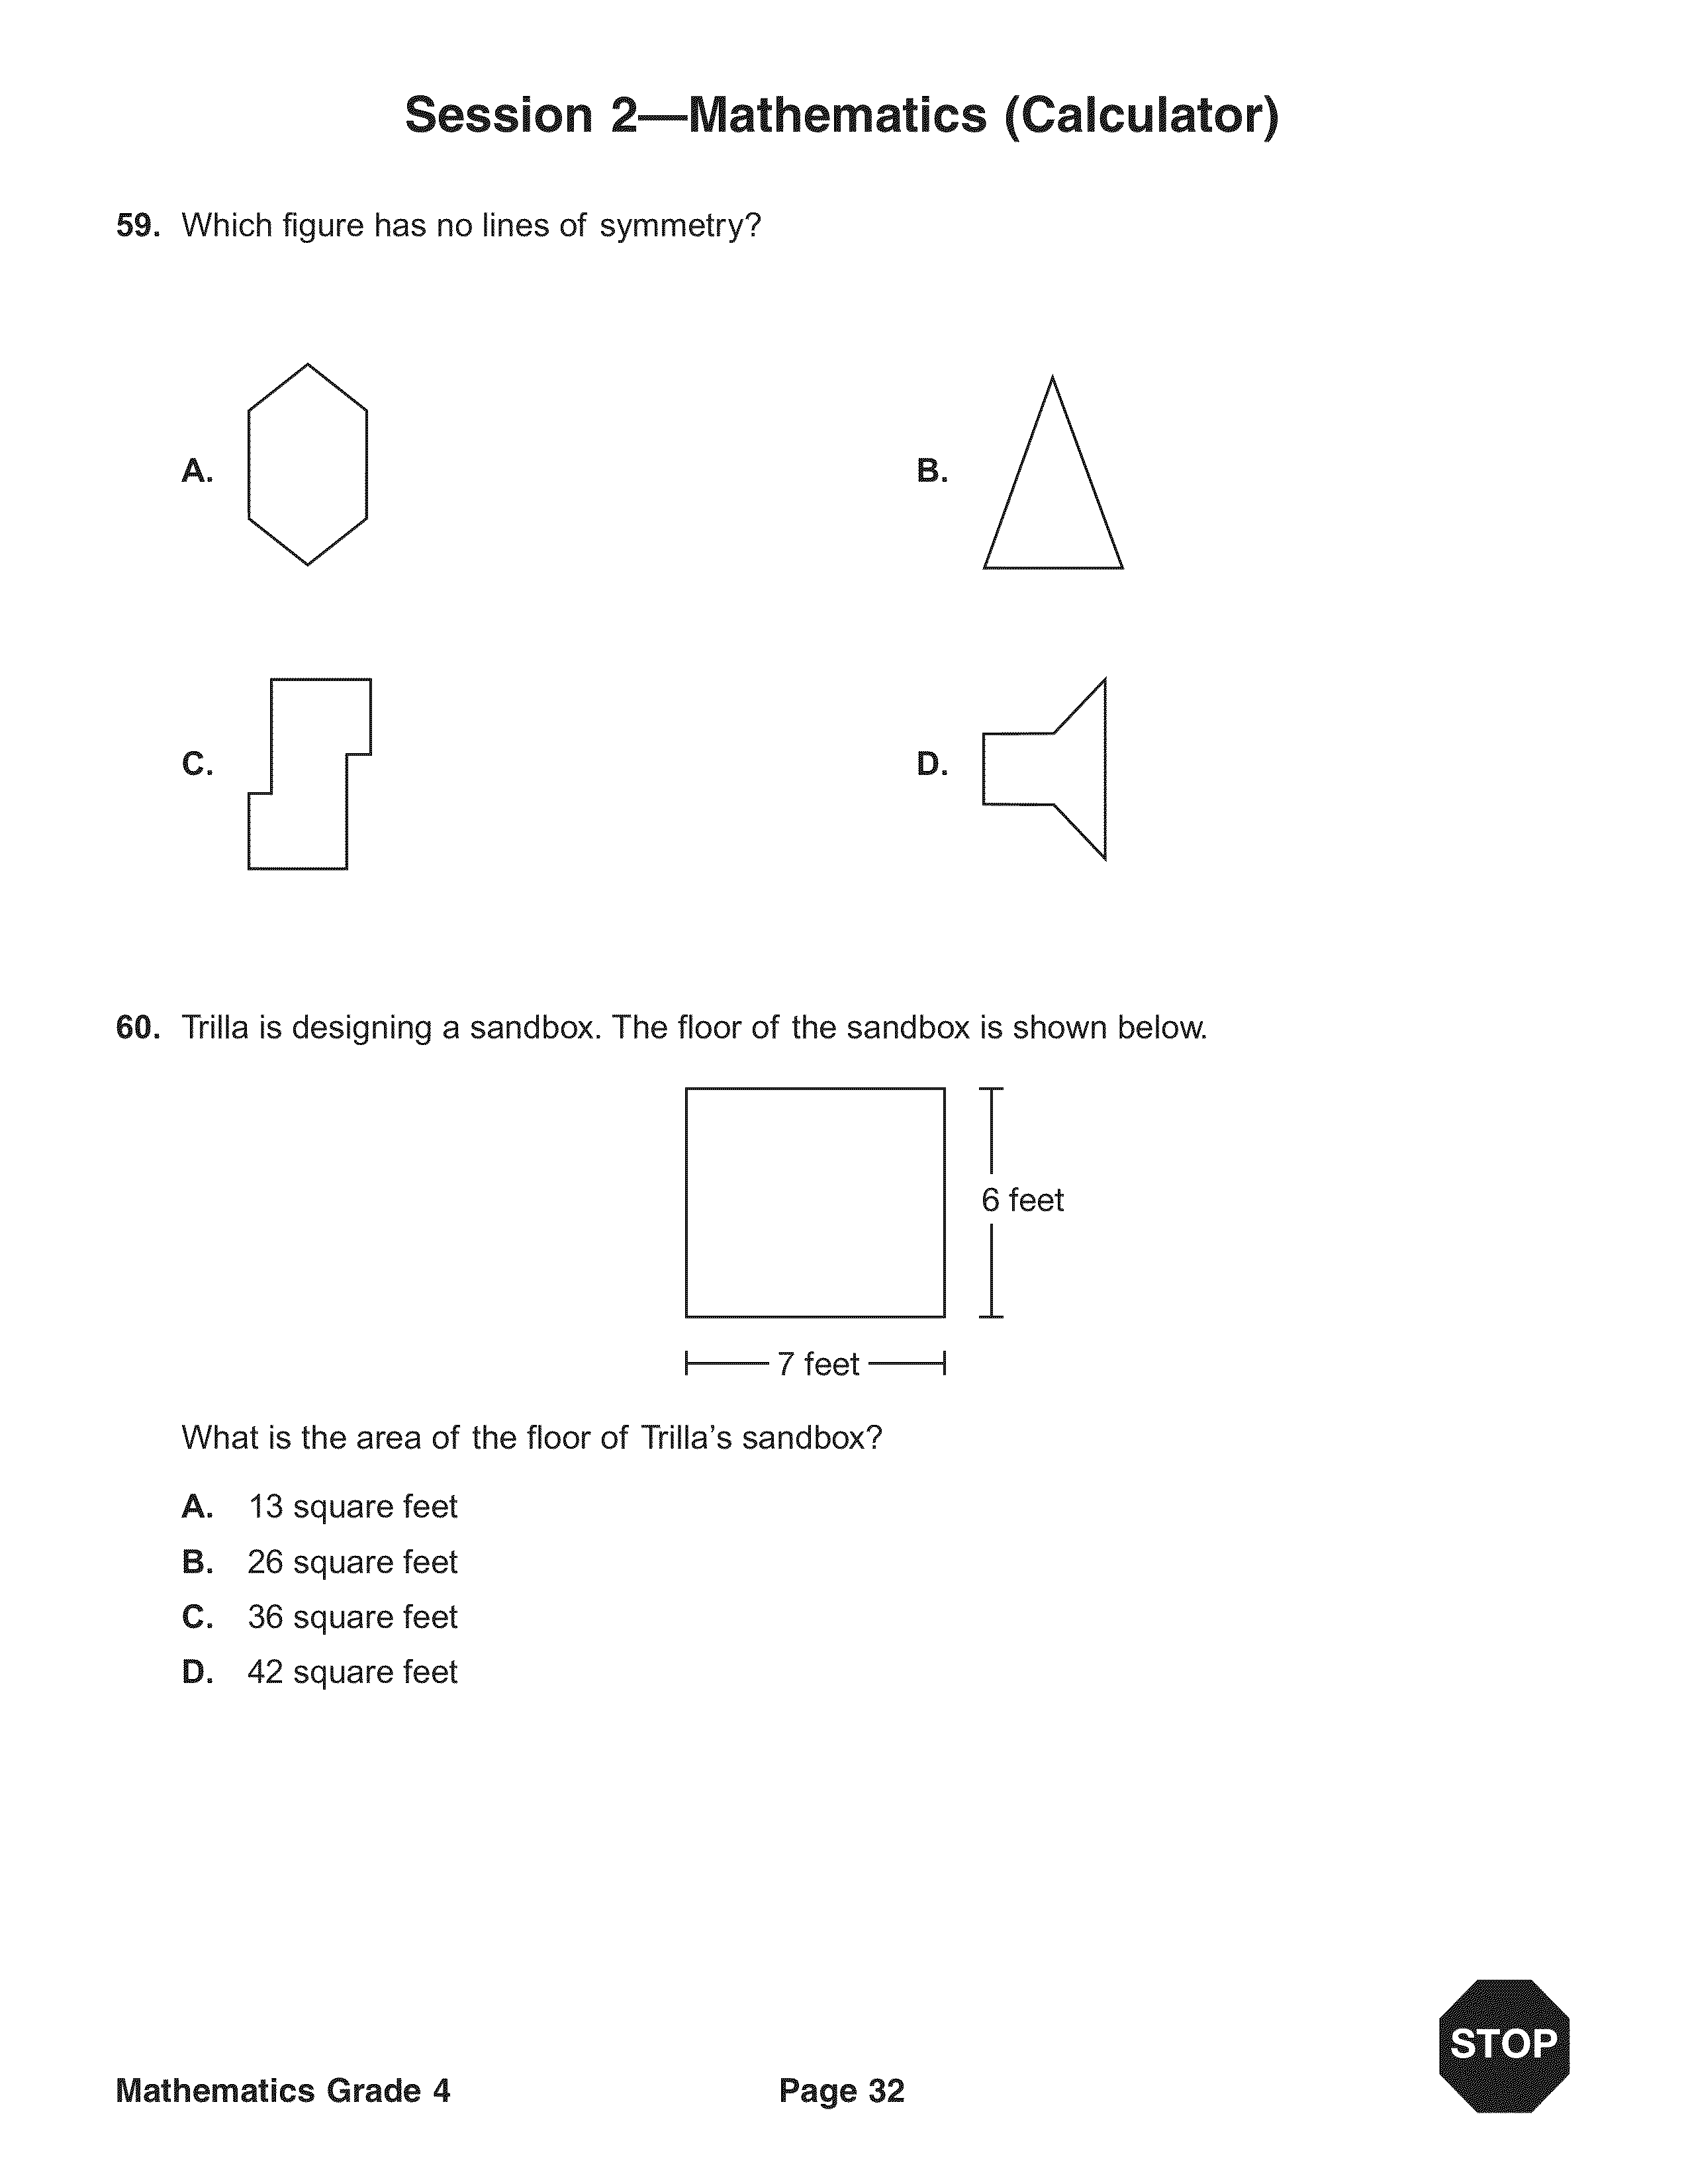 Session 2—Mathematics (Calculator)
59. Which figure has no lines of symmetry?
A.
B.
C.
D.
60. Trilla is designing a sandbox. The floor of the sandbox is shown below.
6 feet
7 feet
What is the area of the floor of Trilla’s sandbox?
A. 13 square feet
B. 26 square feet
C. 36 square feet
D. 42 square feet
STOP
Mathematics Grade 4
Page 32